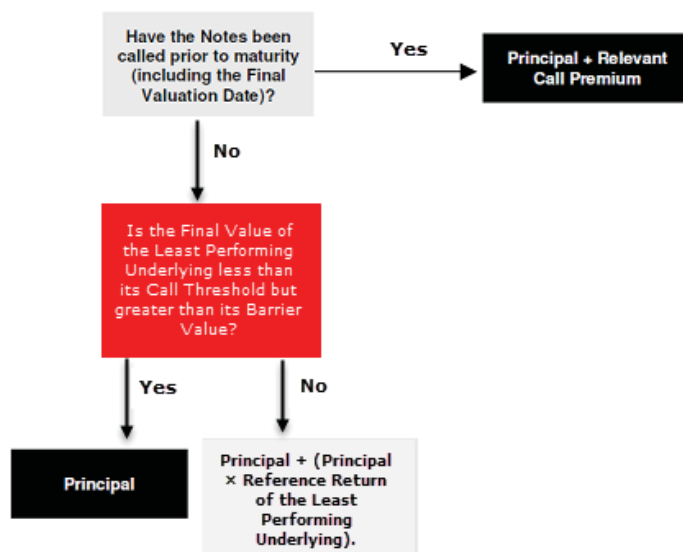 Have the Notes been
called prior to maturity
(including the Final
Valuation Date)?
Yes
Principal + Relevant
Call Premium
No
Is the Final Value of
the Least Performing
Underlying less than
its Call Threshold but
greater than its Barrier
Value?
Yes
No
Principal
Principal + (Principal
× Reference Return
of the Least
Performing
Underlying).